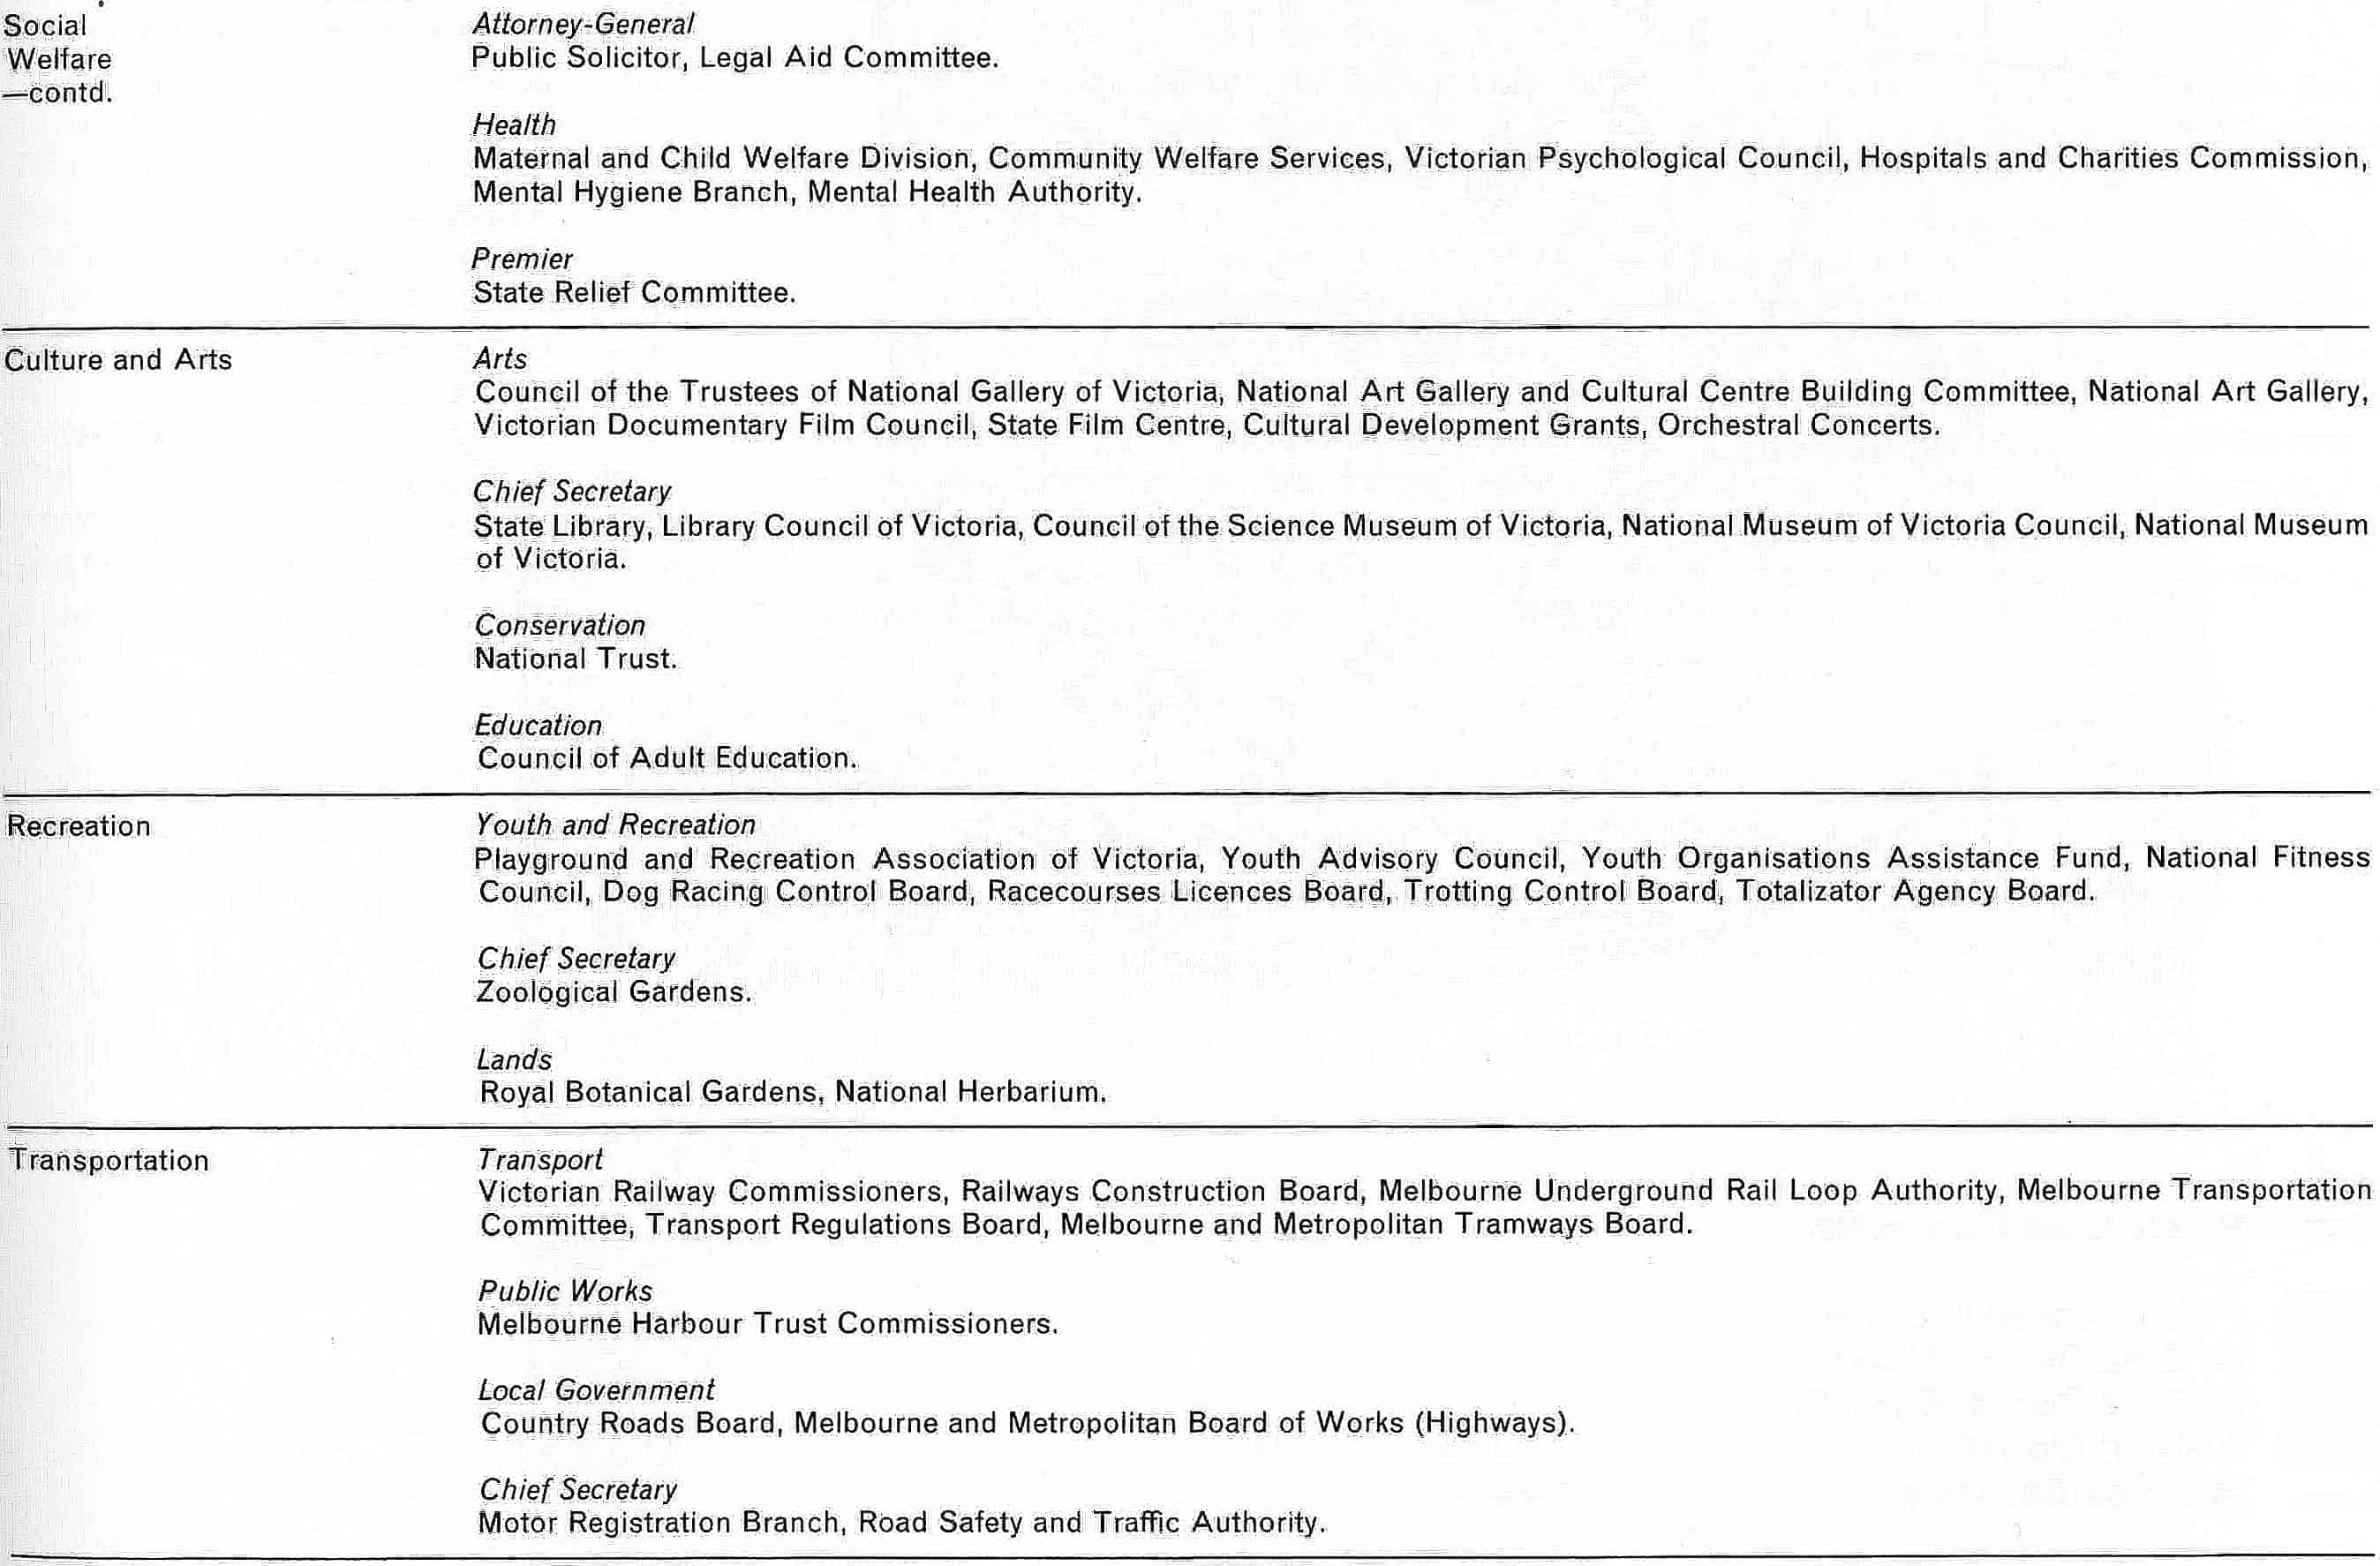 Social
Welfare
—contd.
Attorney-General
Public Solicitor, Legal Aid Committee.
Health
Maternal and Child Welfare Division, Community Welfare Services, Victorian Psychological Council, Hospitals and Charities Commission,
Mental Hygiene Branch, Mental Health Authority.
Premier
State Relief Committee.
Culture and Arts
Arts
Council of the Trustees of National Gallery of Victoria, National Art Gallery and Cultural Centre Building Committee, National Art Gallery,
Victorian Documentary Film Council, State Film Centre, Cultural Development Grants, Orchestral Concerts.
Chief Secretary
State Library, Library Council of Victoria, Council of the Science Museum of Victoria, National Museum of Victoria Council, National Museum
of Victoria.
Conservation
National Trust.
Education
Council of Adult Education.
Recreation
Youth and Recreation
Playground and Recreation Association of Victoria, Youth Advisory Council, Youth Organisations Assistance Fund, National Fitness
Council, Dog Racing Control Board, Racecourses Licences Board, Trotting Control Board, Totalizator Agency Board.
Chief Secretary
Zoological Gardens.
Lands
Royal Botanical Gardens, National Herbarium.
Transportation
Transport
Victorian Railway Commissioners, Railways Construction Board, Melbourne Underground Rail Loop Authority, Melbourne Transportation
Committee, Transport Regulations Board, Melbourne and Metropolitan Tramways Board.
Public Works
Melbourne Harbour Trust Commissioners.
Local Government
Country Roads Board, Melbourne and Metropolitan Board of Works (Highways).
Chief Secretary
Motor Registration Branch, Road Safety and Traffic Authority.